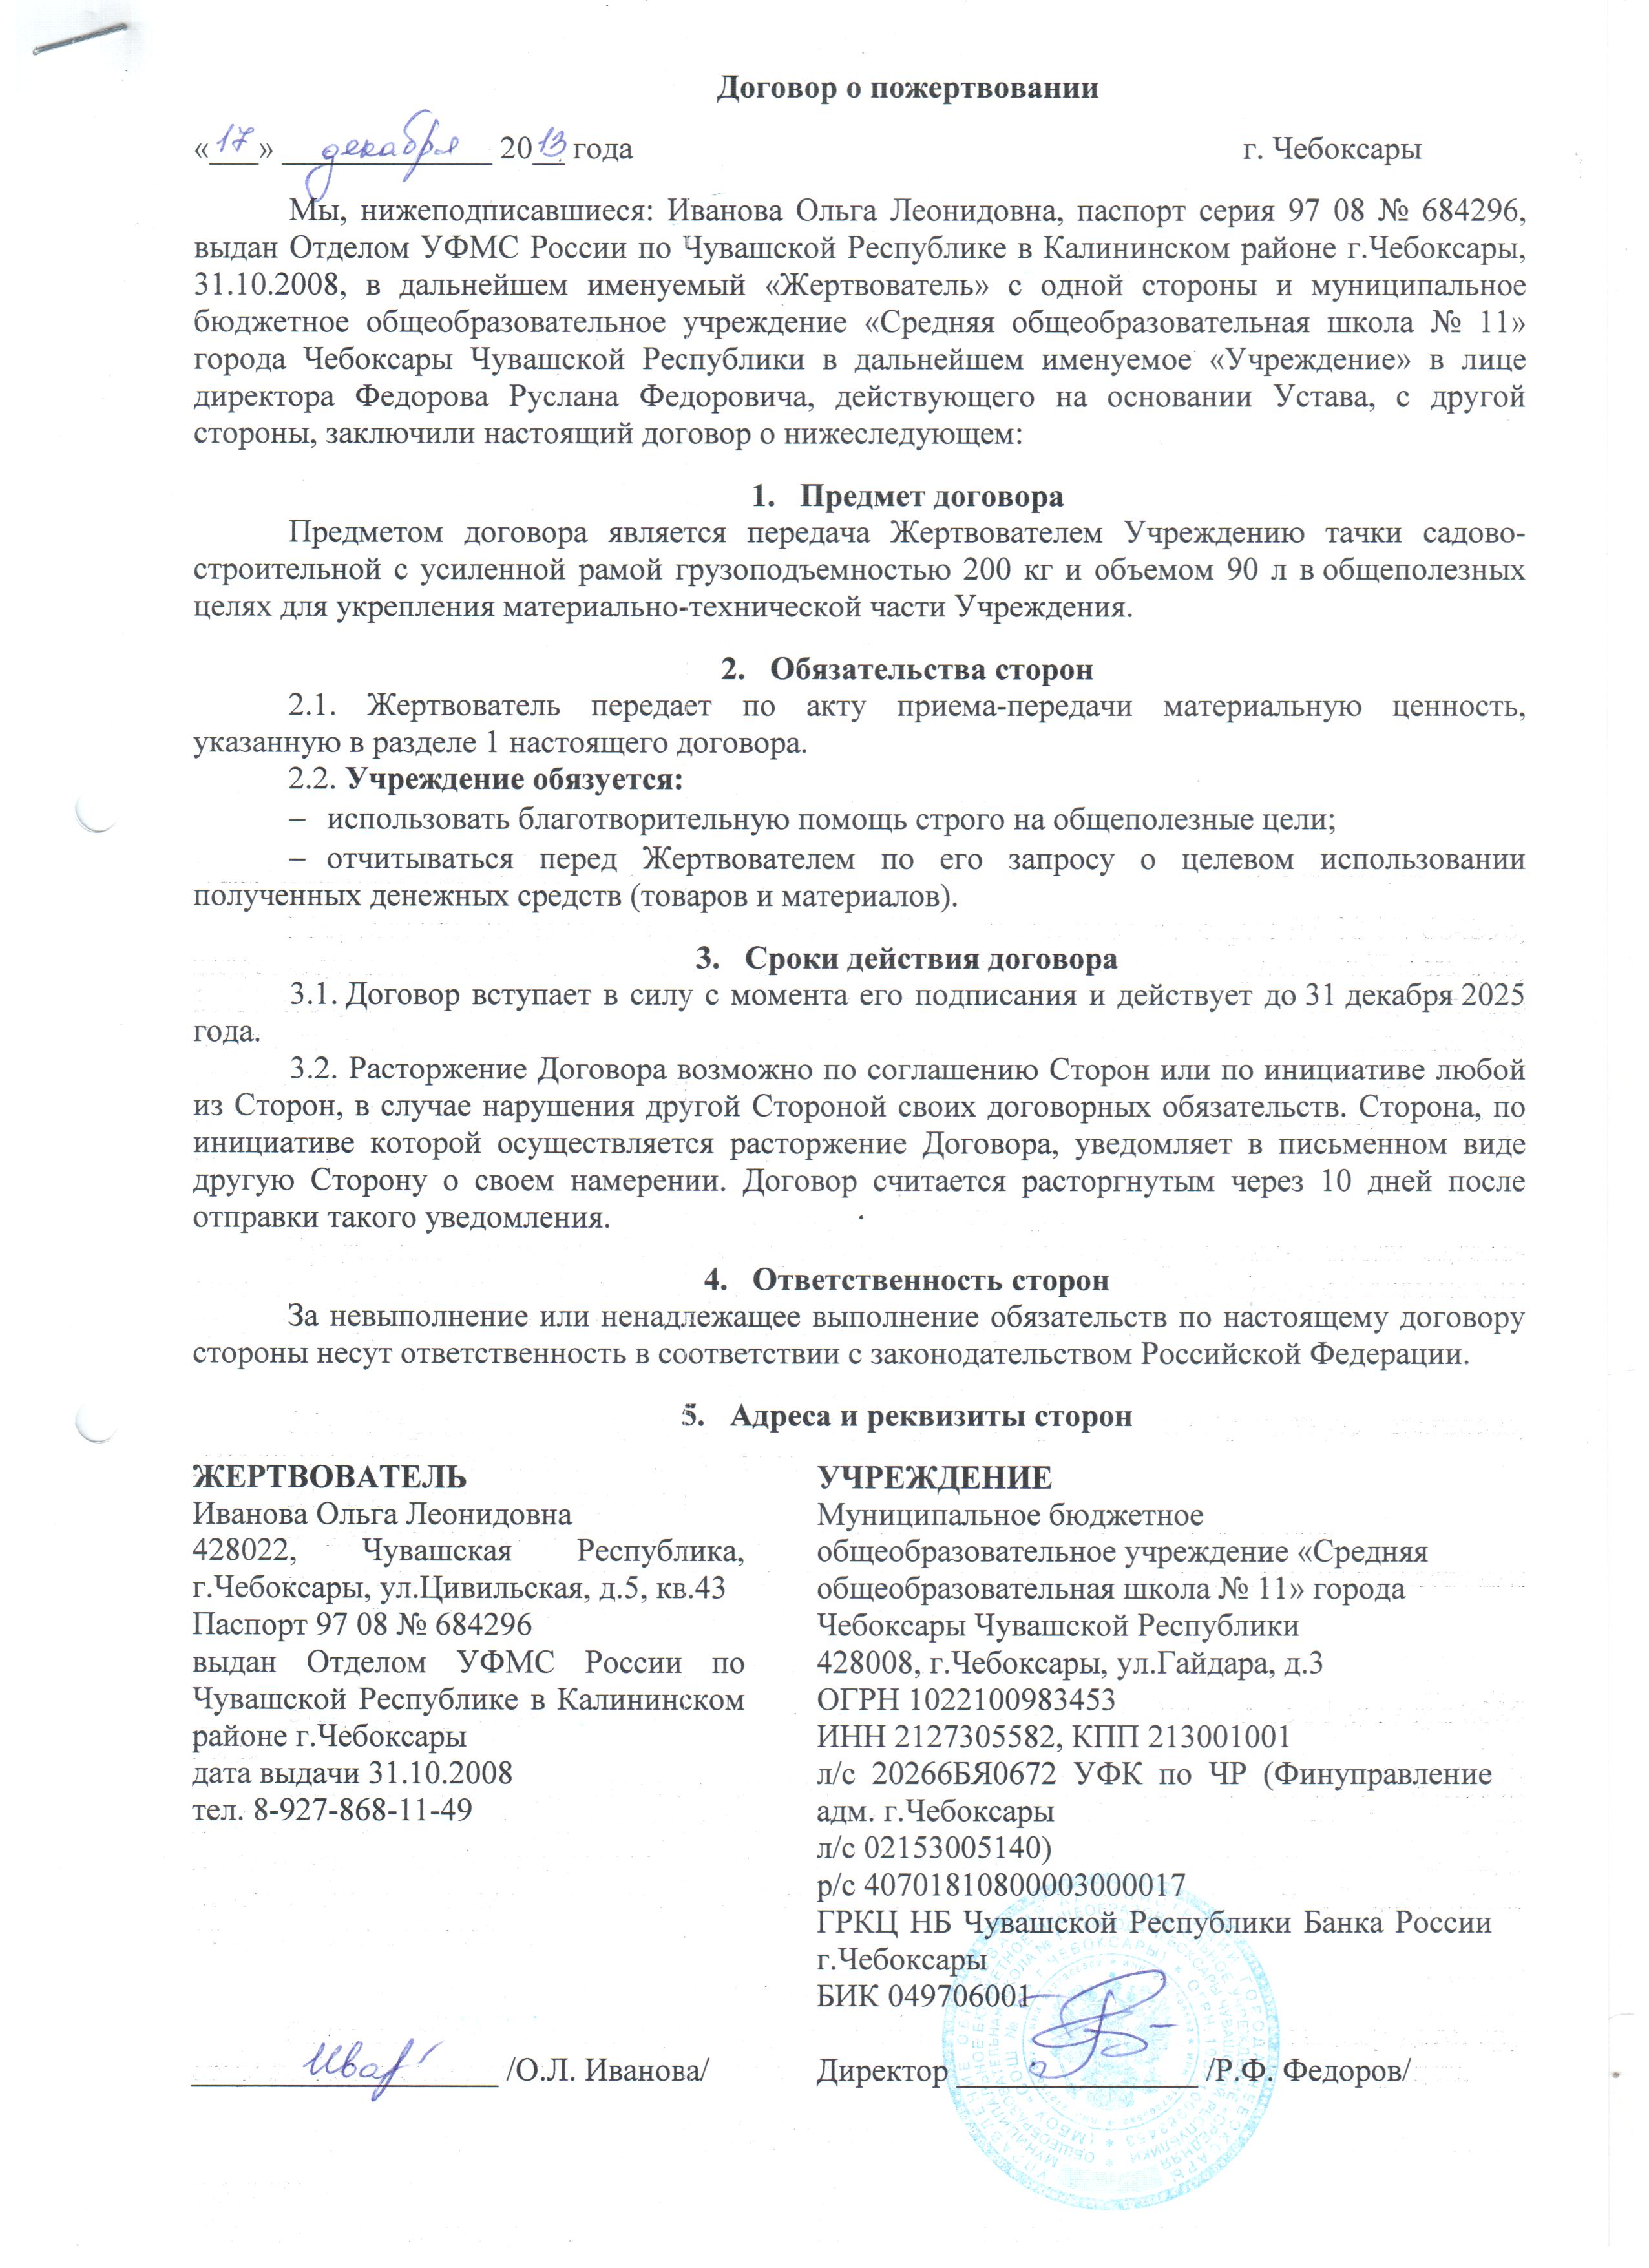 Договор о пожертвовании
«17» декабря 2013 года г. Чебоксары
Мы, нижеподписавшиеся: Иванова Ольга Леонидовна, паспорт серия 97 08 № 684296,
выдан Отделом УФМС России по Чувашской Республике в Калининском районе г.Чебоксары,
31.10.2008, в дальнейшем именуемый «Жертвователь» с одной стороны и муниципальное
бюджетное общеобразовательное учреждение «Средняя общеобразовательная школа № 11»
города Чебоксары Чувашской Республики в дальнейшем именуемое «Учреждение» в лице
директора Федорова Руслана Федоровича, действующего на основании Устава, с другой
стороны, заключили настоящий договор о нижеследующем:
1. Предмет договора
Предметом договора является передача Жертвователем Учреждению тачки садово-
строительной с усиленной рамой грузоподъемностью 200 кг и объемом 90 л в общеполезных
целях для укрепления материально-технической части Учреждения.
2. Обязательства сторон
2.1. Жертвователь передает по акту приема-передачи материальную ценность,
указанную в разделе 1 настоящего договора.
2.2. Учреждение обязуется:
– использовать благотворительную помощь строго на общеполезные цели;
– отчитываться перед Жертвователем по его запросу о целевом использовании
полученных денежных средств (товаров и материалов).
3. Сроки действия договора
3.1. Договор вступает в силу с момента его подписания и действует до 31 декабря 2025
года.
3.2. Расторжение Договора возможно по соглашению Сторон или по инициативе любой
из Сторон, в случае нарушения другой Стороной своих договорных обязательств. Сторона, по
инициативе которой осуществляется расторжение Договора, уведомляет в письменном виде
другую Сторону о своем намерении. Договор считается расторгнутым через 10 дней после
отправки такого уведомления.
4. Ответственность сторон
За невыполнение или ненадлежащее выполнение обязательств по настоящему договору
стороны несут ответственность в соответствии с законодательством Российской Федерации.
5. Адреса и реквизиты сторон
ЖЕРТВОВАТЕЛЬ
Иванова Ольга Леонидовна
428022, Чувашская Республика,
г.Чебоксары, ул.Цивильская, д.5, кв.43
Паспорт 97 08 № 684296
выдан Отделом УФМС России по
Чувашской Республике в Калининском
районе г.Чебоксары
дата выдачи 31.10.2008
тел. 8-927-868-11-49
/О.Л. Иванова/
УЧРЕЖДЕНИЕ
Муниципальное бюджетное
общеобразовательное учреждение «Средняя
общеобразовательная школа № 11» города
Чебоксары Чувашской Республики
428008, г.Чебоксары, ул.Гайдара, д.3
ОГРН 1022100983453
ИНН 2127305582, КПП 213001001
л/с 20266БЯ0672 УФК по ЧР (Финуправление
адм. г.Чебоксары
л/с 02153005140)
р/с 40701810800003000017
ГРКЦ НБ Чувашской Республики Банка России
г.Чебоксары
БИК 049706001
Директор /Р.Ф. Федоров/